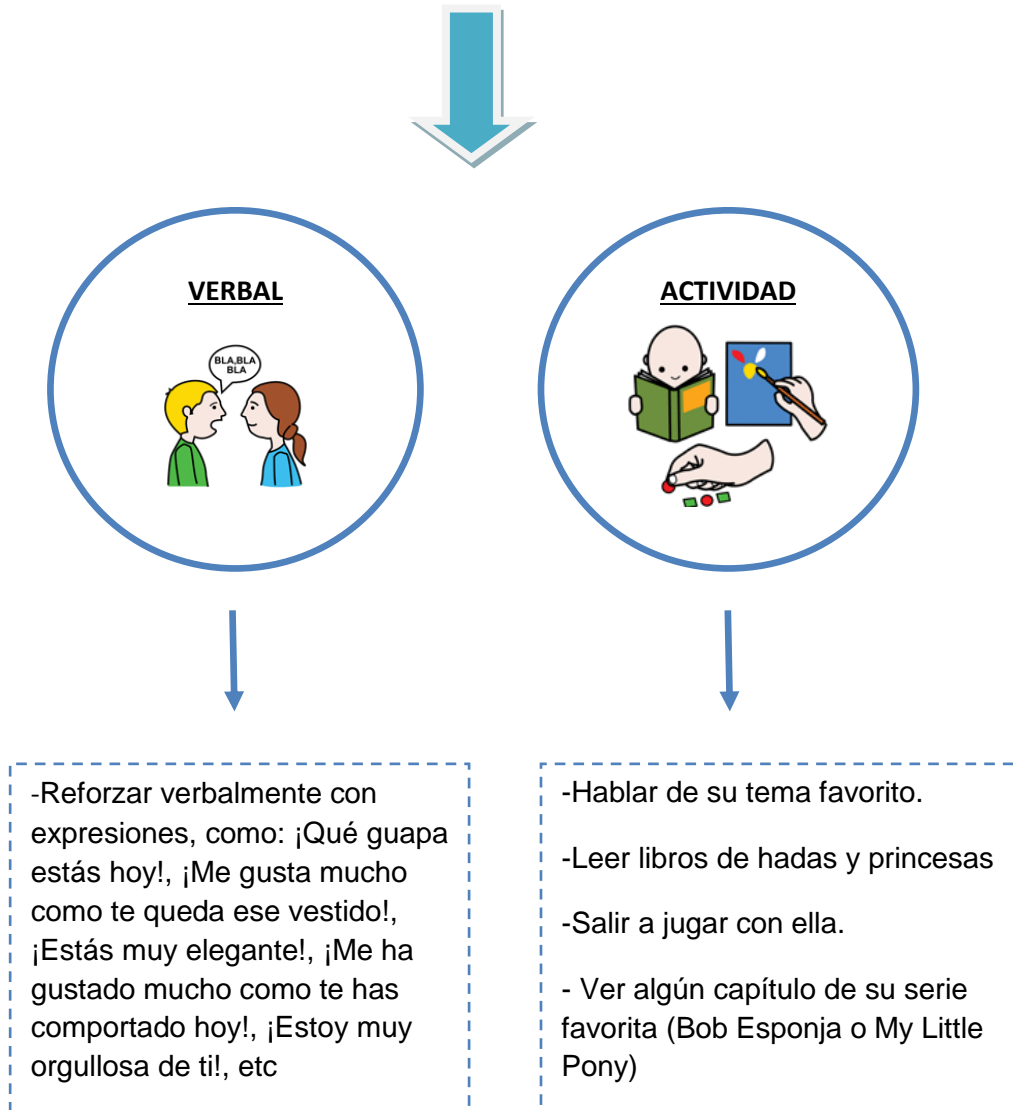 VERBAL
BLA,BLA
BLA
-Reforzar verbalmente con
expresiones, como: ¡Qué guapa
estás hoy!, ¡Me gusta mucho
como te queda ese vestido!,
¡Estás muy elegante!, ¡Me ha
gustado mucho como te has
comportado hoy!, ¡Estoy muy
orgullosa de ti!, etc
ACTIVIDAD
-Hablar de su tema favorito.
-Leer libros de hadas y princesas
-Salir a jugar con ella.
- Ver algún capítulo de su serie
favorita (Bob Esponja o My Little
Pony)